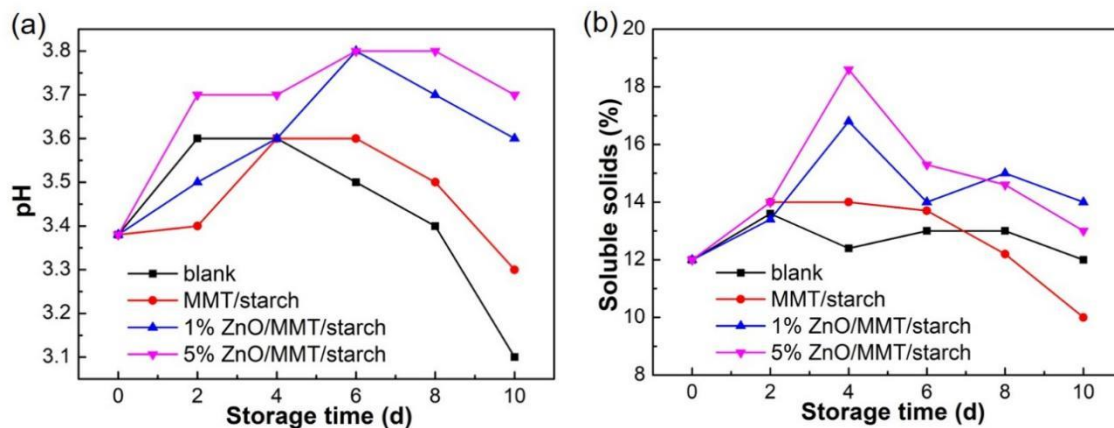 (a)
pH
3.8
3.7
3.6
3.5
3.4
3.3
3.2
3.1
blank
MMT/starch
1% ZnO/MMT/starch
5% ZnO/MMT/starch
0 2 4 6 8 10
Storage time (d)
(b)
Soluble solids (%)
20
18
16
14
12
10
8
blank
MMT/starch
1% ZnO/MMT/starch
5% ZnO/MMT/starch
0 2 4 6 8 10
Storage time (d)